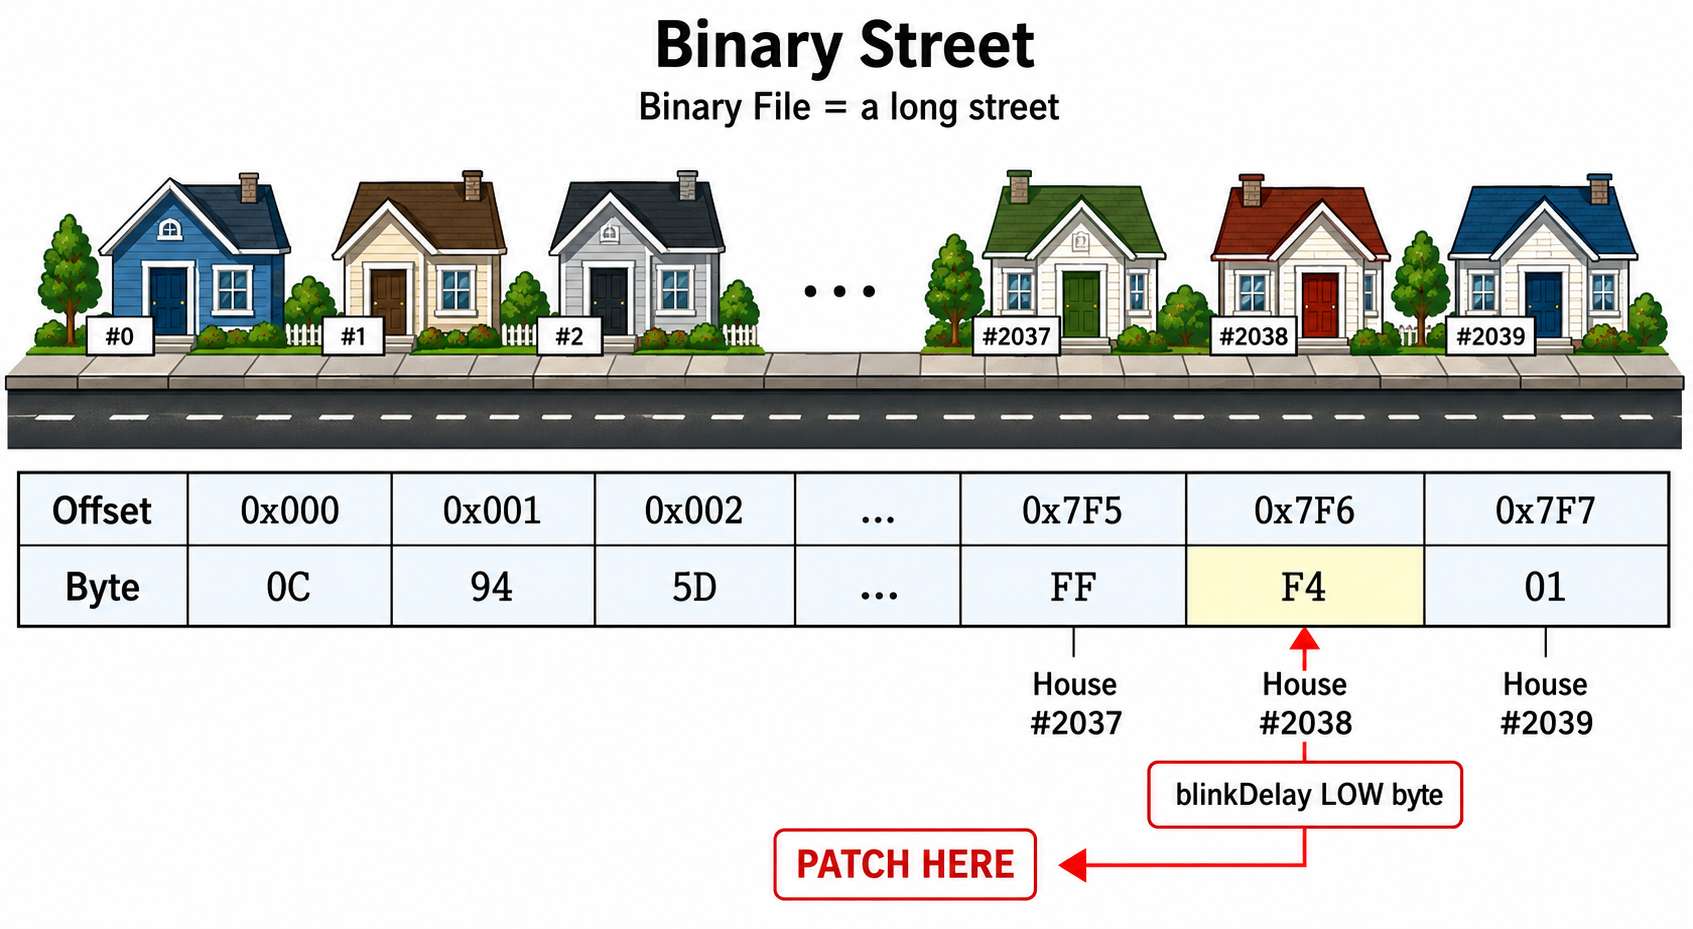 Binary Street
Binary File = a long street
#0
#1
#2
...
#2037
#2038
#2039
Offset 0x000 0x001 0x002 ... 0x7F5 0x7F6 0x7F7
Byte 0C 94 5D ... FF F4 01
House
#2037
House
#2038
House
#2039
blinkDelay LOW byte
PATCH HERE